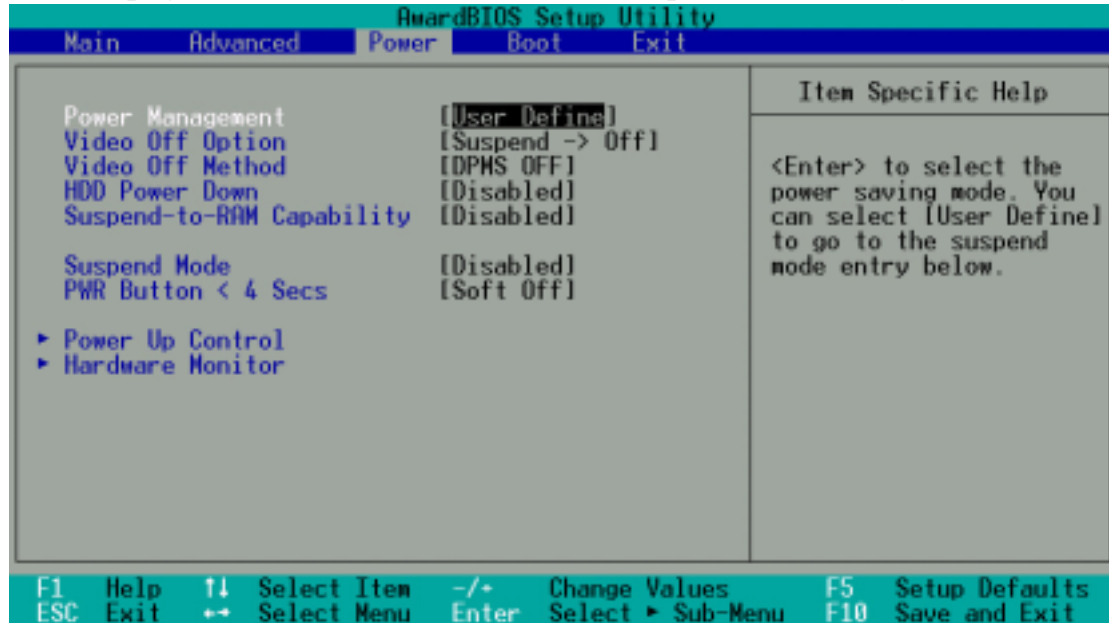 AwardBIOS Setup Utility
Main Advanced Power Boot Exit
Power Management [User Define]
Video Off Option [Suspend -> Off]
Video Off Method [DPMS OFF]
HDD Power Down [Disabled]
Suspend-to-RAM Capability [Disabled]
Suspend Mode [Disabled]
PWR Button < 4 Secs [Soft Off]
► Power Up Control
► Hardware Monitor
Item Specific Help
<Enter> to select the
power saving mode. You
can select [User Define]
to go to the suspend
mode entry below.
F1 Help ↑↓ Select Item -/+ Change Values F5 Setup Defaults
ESC Exit ←→ Select Menu Enter Select ► Sub-Menu F10 Save and Exit